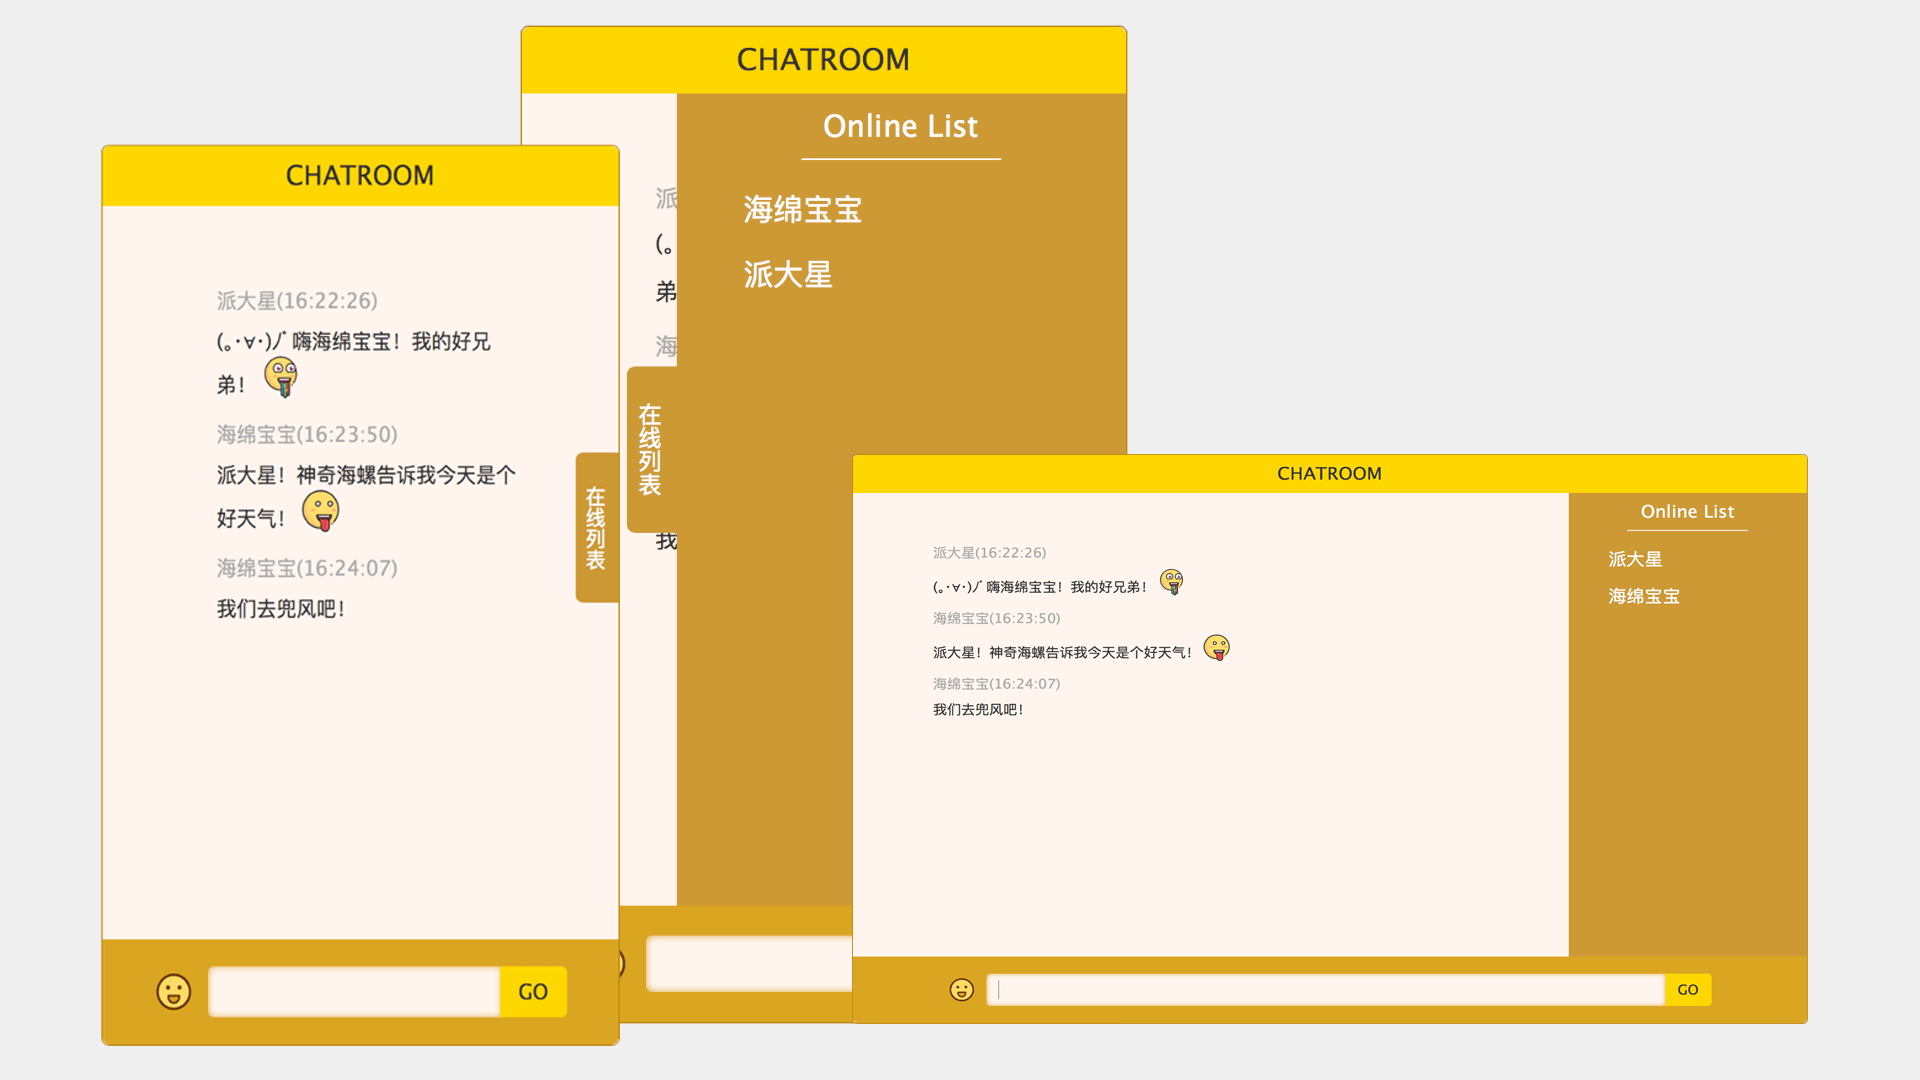 CHATROOM
派大星(16:22:26)
(｡･∀･)ﾉﾞ嗨海绵宝宝！我的好兄
弟！
海绵宝宝(16:23:50)
派大星！神奇海螺告诉我今天是个
好天气！
海绵宝宝(16:24:07)
我们去兜风吧！
在线列表
GO
CHATROOM
Online List
海绵宝宝
派大星
派
(｡
弟
海
在线列表
我
CHATROOM
Online List
派大星
海绵宝宝
派大星(16:22:26)
(｡･∀･)ﾉﾞ嗨海绵宝宝！我的好兄弟！
海绵宝宝(16:23:50)
派大星！神奇海螺告诉我今天是个好天气！
海绵宝宝(16:24:07)
我们去兜风吧！
GO